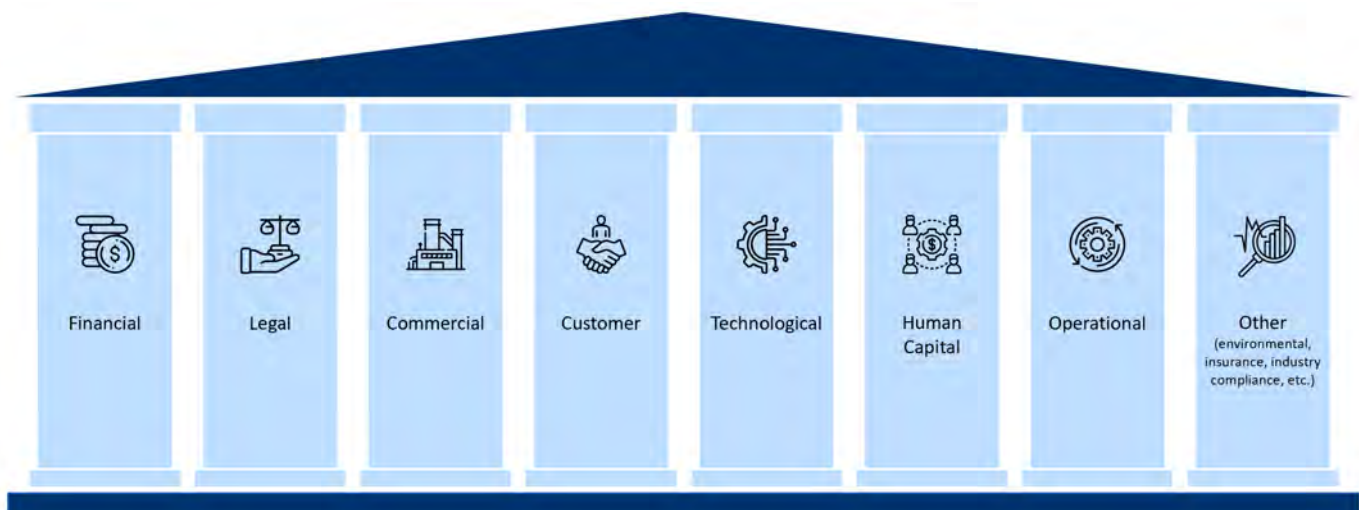 Financial
Legal
Commercial
Customer
Technological
Human
Capital
Operational
Other
(environmental,
insurance, industry
compliance, etc.)